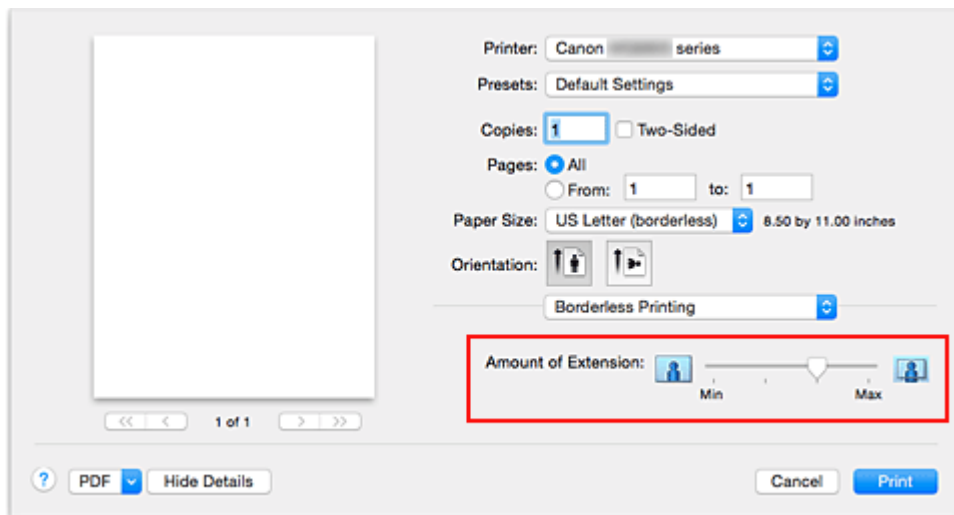 Printer: Canon series
Presets: Default Settings
Copies: 1 Two-Sided
Pages: All
From: 1 to: 1
Paper Size: US Letter (borderless) 8.50 by 11.00 inches
Orientation:
Borderless Printing
Amount of Extension:
Min Max
<< < 1 of 1 > >>
? PDF Hide Details Cancel Print